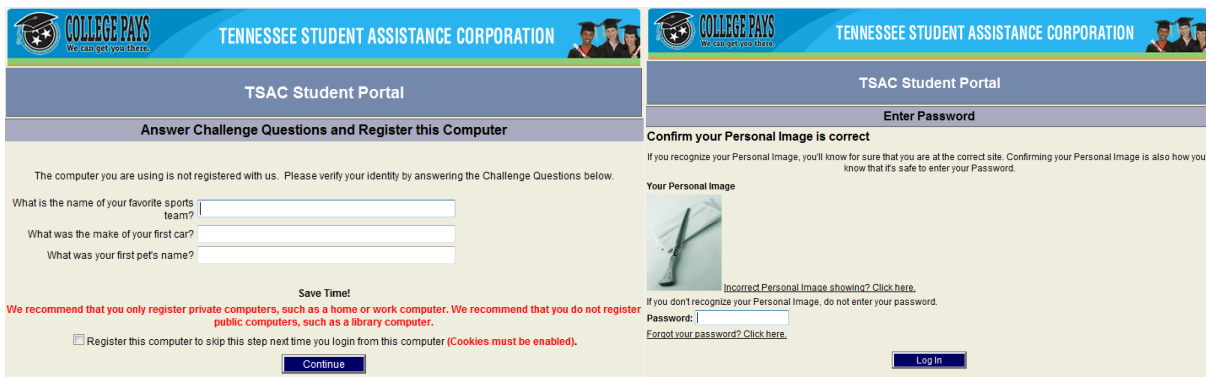 COLLEGE PAYS
We can get you there.
TENNESSEE STUDENT ASSISTANCE CORPORATION
TSAC Student Portal
Answer Challenge Questions and Register this Computer
The computer you are using is not registered with us. Please verify your identity by answering the Challenge Questions below.
What is the name of your favorite sports
team?
What was the make of your first car?
What was your first pet's name?
Save Time!
We recommend that you only register private computers, such as a home or work computer. We recommend that you do not register
public computers, such as a library computer.
Register this computer to skip this step next time you login from this computer (Cookies must be enabled).
Continue
COLLEGE PAYS
We can get you there.
TENNESSEE STUDENT ASSISTANCE CORPORATION
TSAC Student Portal
Enter Password
Confirm your Personal Image is correct
If you recognize your Personal Image, you'll know for sure that you are at the correct site. Confirming your Personal Image is also how you
know that it's safe to enter your Password.
Your Personal Image
Incorrect Personal Image showing? Click here.
If you don't recognize your Personal Image, do not enter your password.
Password:
Forgot your password? Click here.
Log In